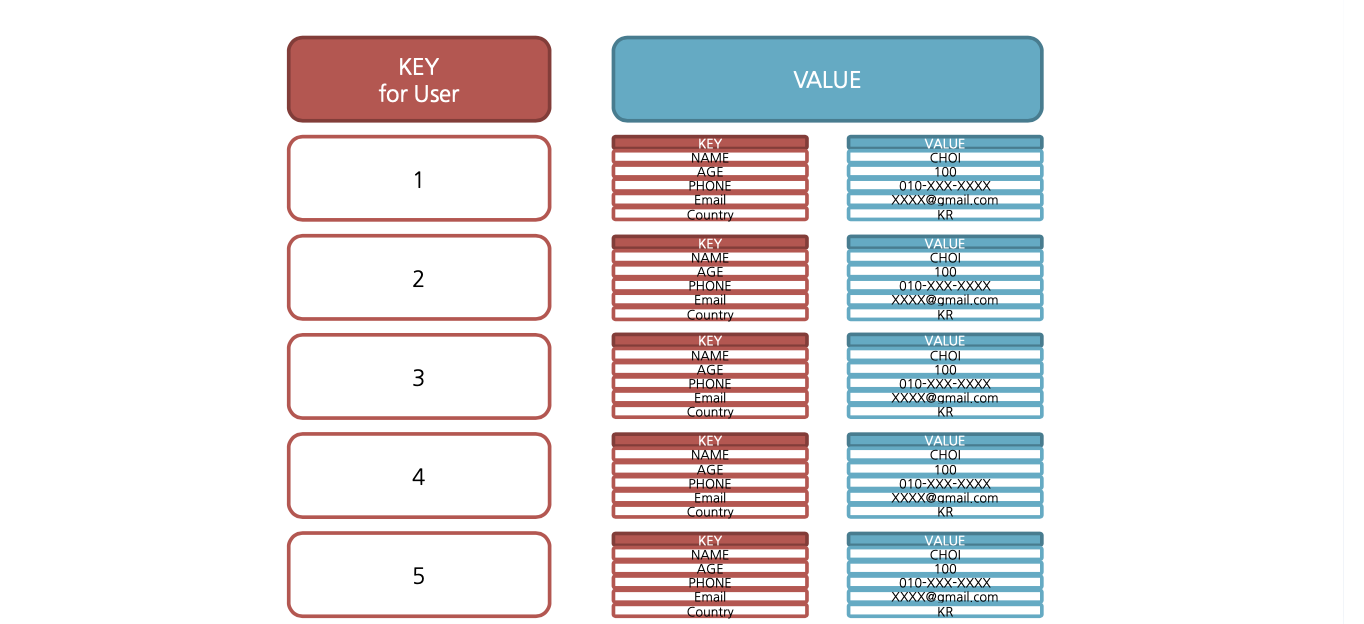 KEY
for User
VALUE
1
KEY
VALUE
NAME
CHOI
AGE
100
PHONE
010-XXX-XXXX
Email
XXXX@gmail.com
Country
KR
2
KEY
VALUE
NAME
CHOI
AGE
100
PHONE
010-XXX-XXXX
Email
XXXX@gmail.com
Country
KR
3
KEY
VALUE
NAME
CHOI
AGE
100
PHONE
010-XXX-XXXX
Email
XXXX@gmail.com
Country
KR
4
KEY
VALUE
NAME
CHOI
AGE
100
PHONE
010-XXX-XXXX
Email
XXXX@gmail.com
Country
KR
5
KEY
VALUE
NAME
CHOI
AGE
100
PHONE
010-XXX-XXXX
Email
XXXX@gmail.com
Country
KR